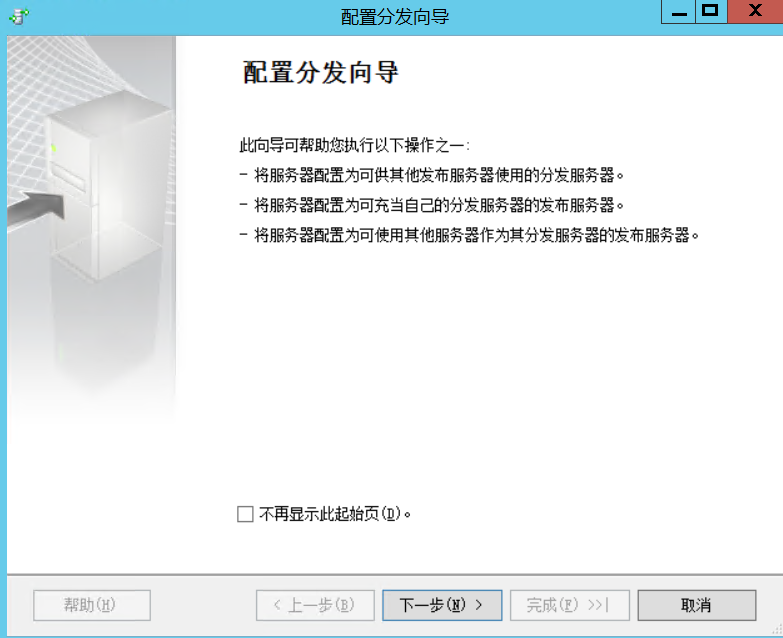 配置分发向导
配置分发向导
此向导可帮助您执行以下操作之一:
- 将服务器配置为可供其他发布服务器使用的分发服务器。
- 将服务器配置为可充当自己的分发服务器的发布服务器。
- 将服务器配置为可使用其他服务器作为其分发服务器的发布服务器。
不再显示此起始页(D)。
帮助(H) < 上一步(B) 下一步(N) > 完成(F) >>| 取消